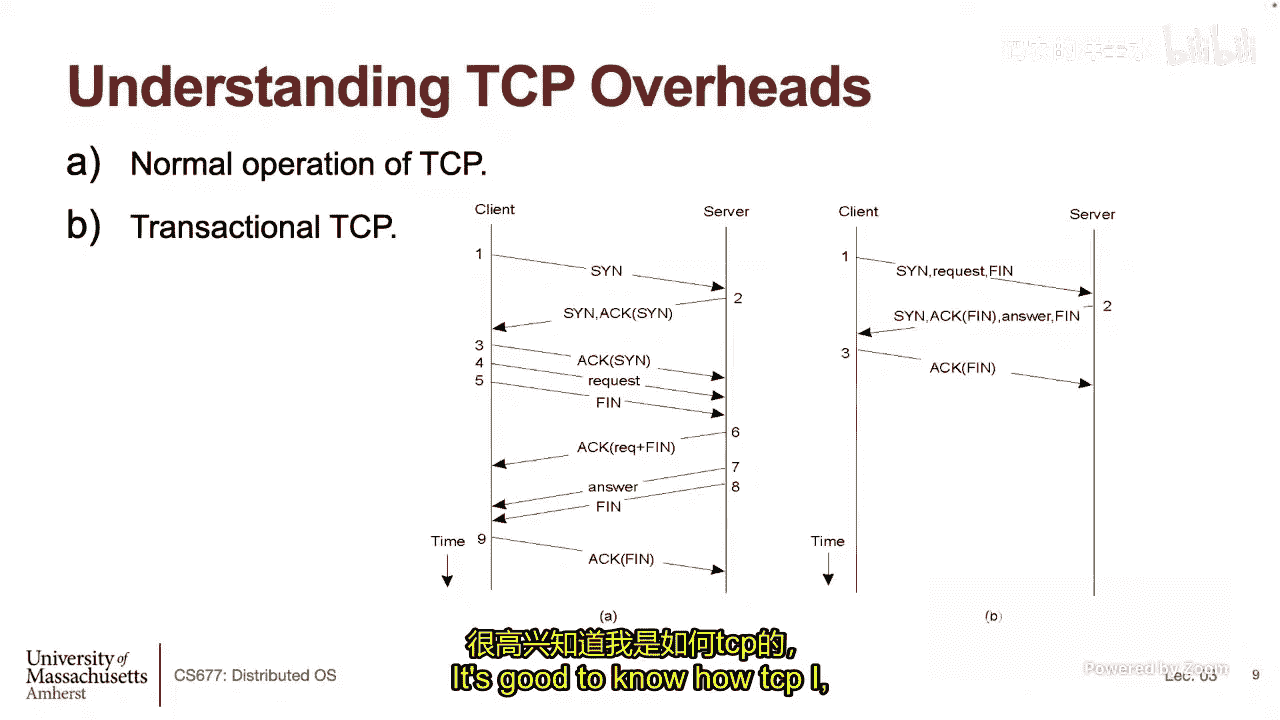 bilibili
Understanding TCP Overheads
a) Normal operation of TCP.
b) Transactional TCP.
Client
Server
1
SYN
2
SYN,ACK(SYN)
3
ACK(SYN)
4
request
5
FIN
6
ACK(req+FIN)
7
answer
8
FIN
Time
9
ACK(FIN)
(a)
Client
Server
1
SYN,request,FIN
2
SYN,ACK(FIN),answer,FIN
3
ACK(FIN)
Time
(b)
很高兴知道我是如何tcp的,
It's good to know how tcp I,
University of
Massachusetts
Amherst
CS677: Distributed OS
Powered by Zoom
Lec. 03
9